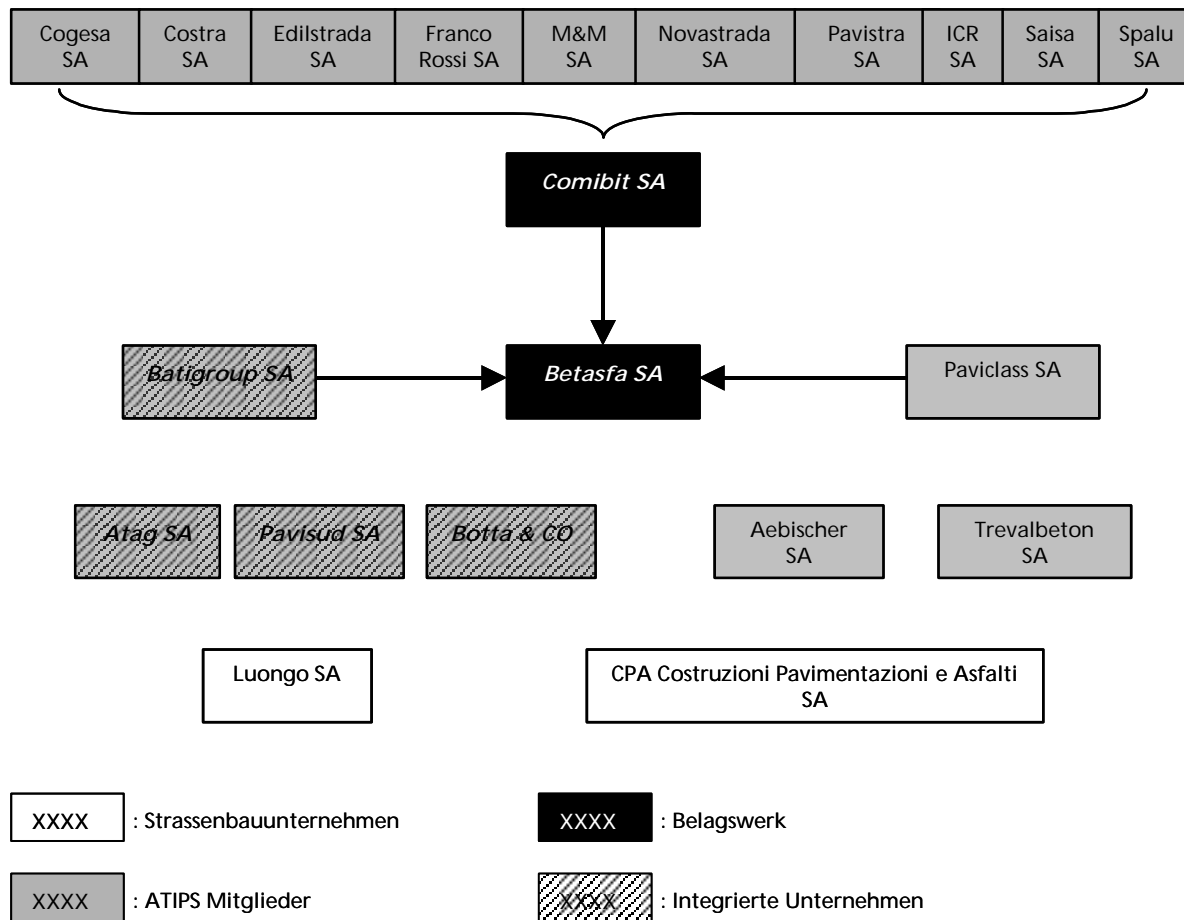 Cogesa SA
Costra SA
Edilstrada SA
Franco Rossi SA
M&M SA
Novastrada SA
Pavistra SA
ICR SA
Saisa SA
Spalu SA
Comibit SA
Batigroup SA
Betasfa SA
Paviclass SA
Atag SA
Pavisud SA
Botta & CO
Aebischer
SA
Trevalbeton
SA
Luongo SA
CPA Costruzioni Pavimentazioni e Asfalti
SA
XXXX : Strassenbauunternehmen
XXXX : Belagswerk
XXXX : ATIPS Mitglieder
XXXX : Integrierte Unternehmen